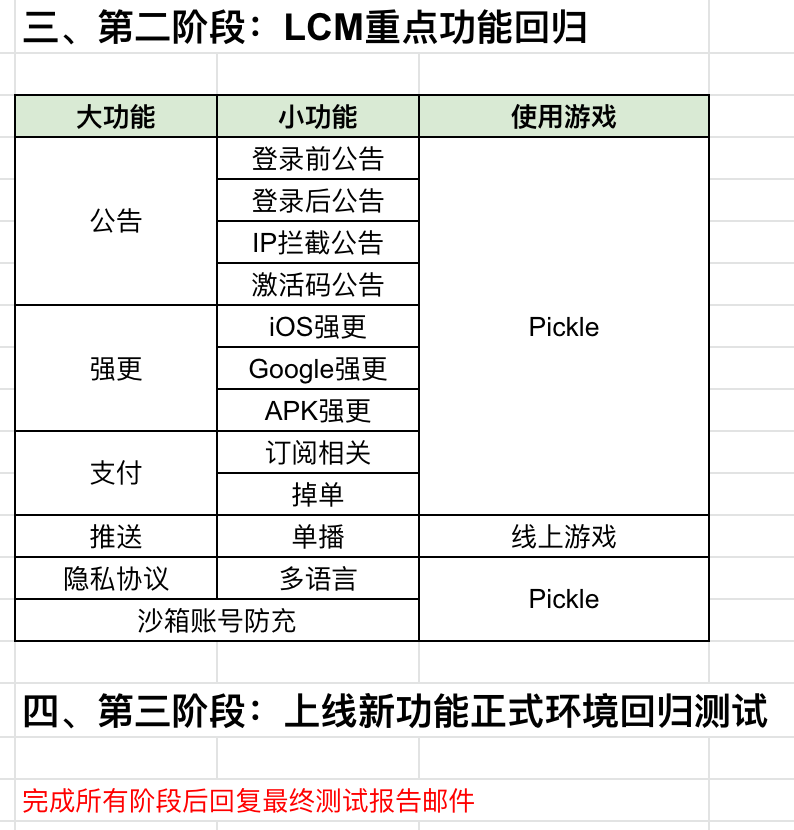 三、第二阶段：LCM重点功能回归
大功能 小功能 使用游戏
公告 登录前公告 Pickle
登录后公告
IP拦截公告
激活码公告
强更 iOS强更
Google强更
APK强更
支付 订阅相关
掉单
推送 单播 线上游戏
隐私协议 多语言 Pickle
沙箱账号防充
四、第三阶段：上线新功能正式环境回归测试
完成所有阶段后回复最终测试报告邮件